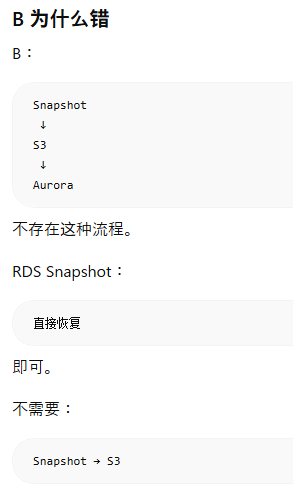 B 为什么错
B：
Snapshot
↓
S3
↓
Aurora
不存在这种流程。
RDS Snapshot：
直接恢复
即可。
不需要：
Snapshot → S3